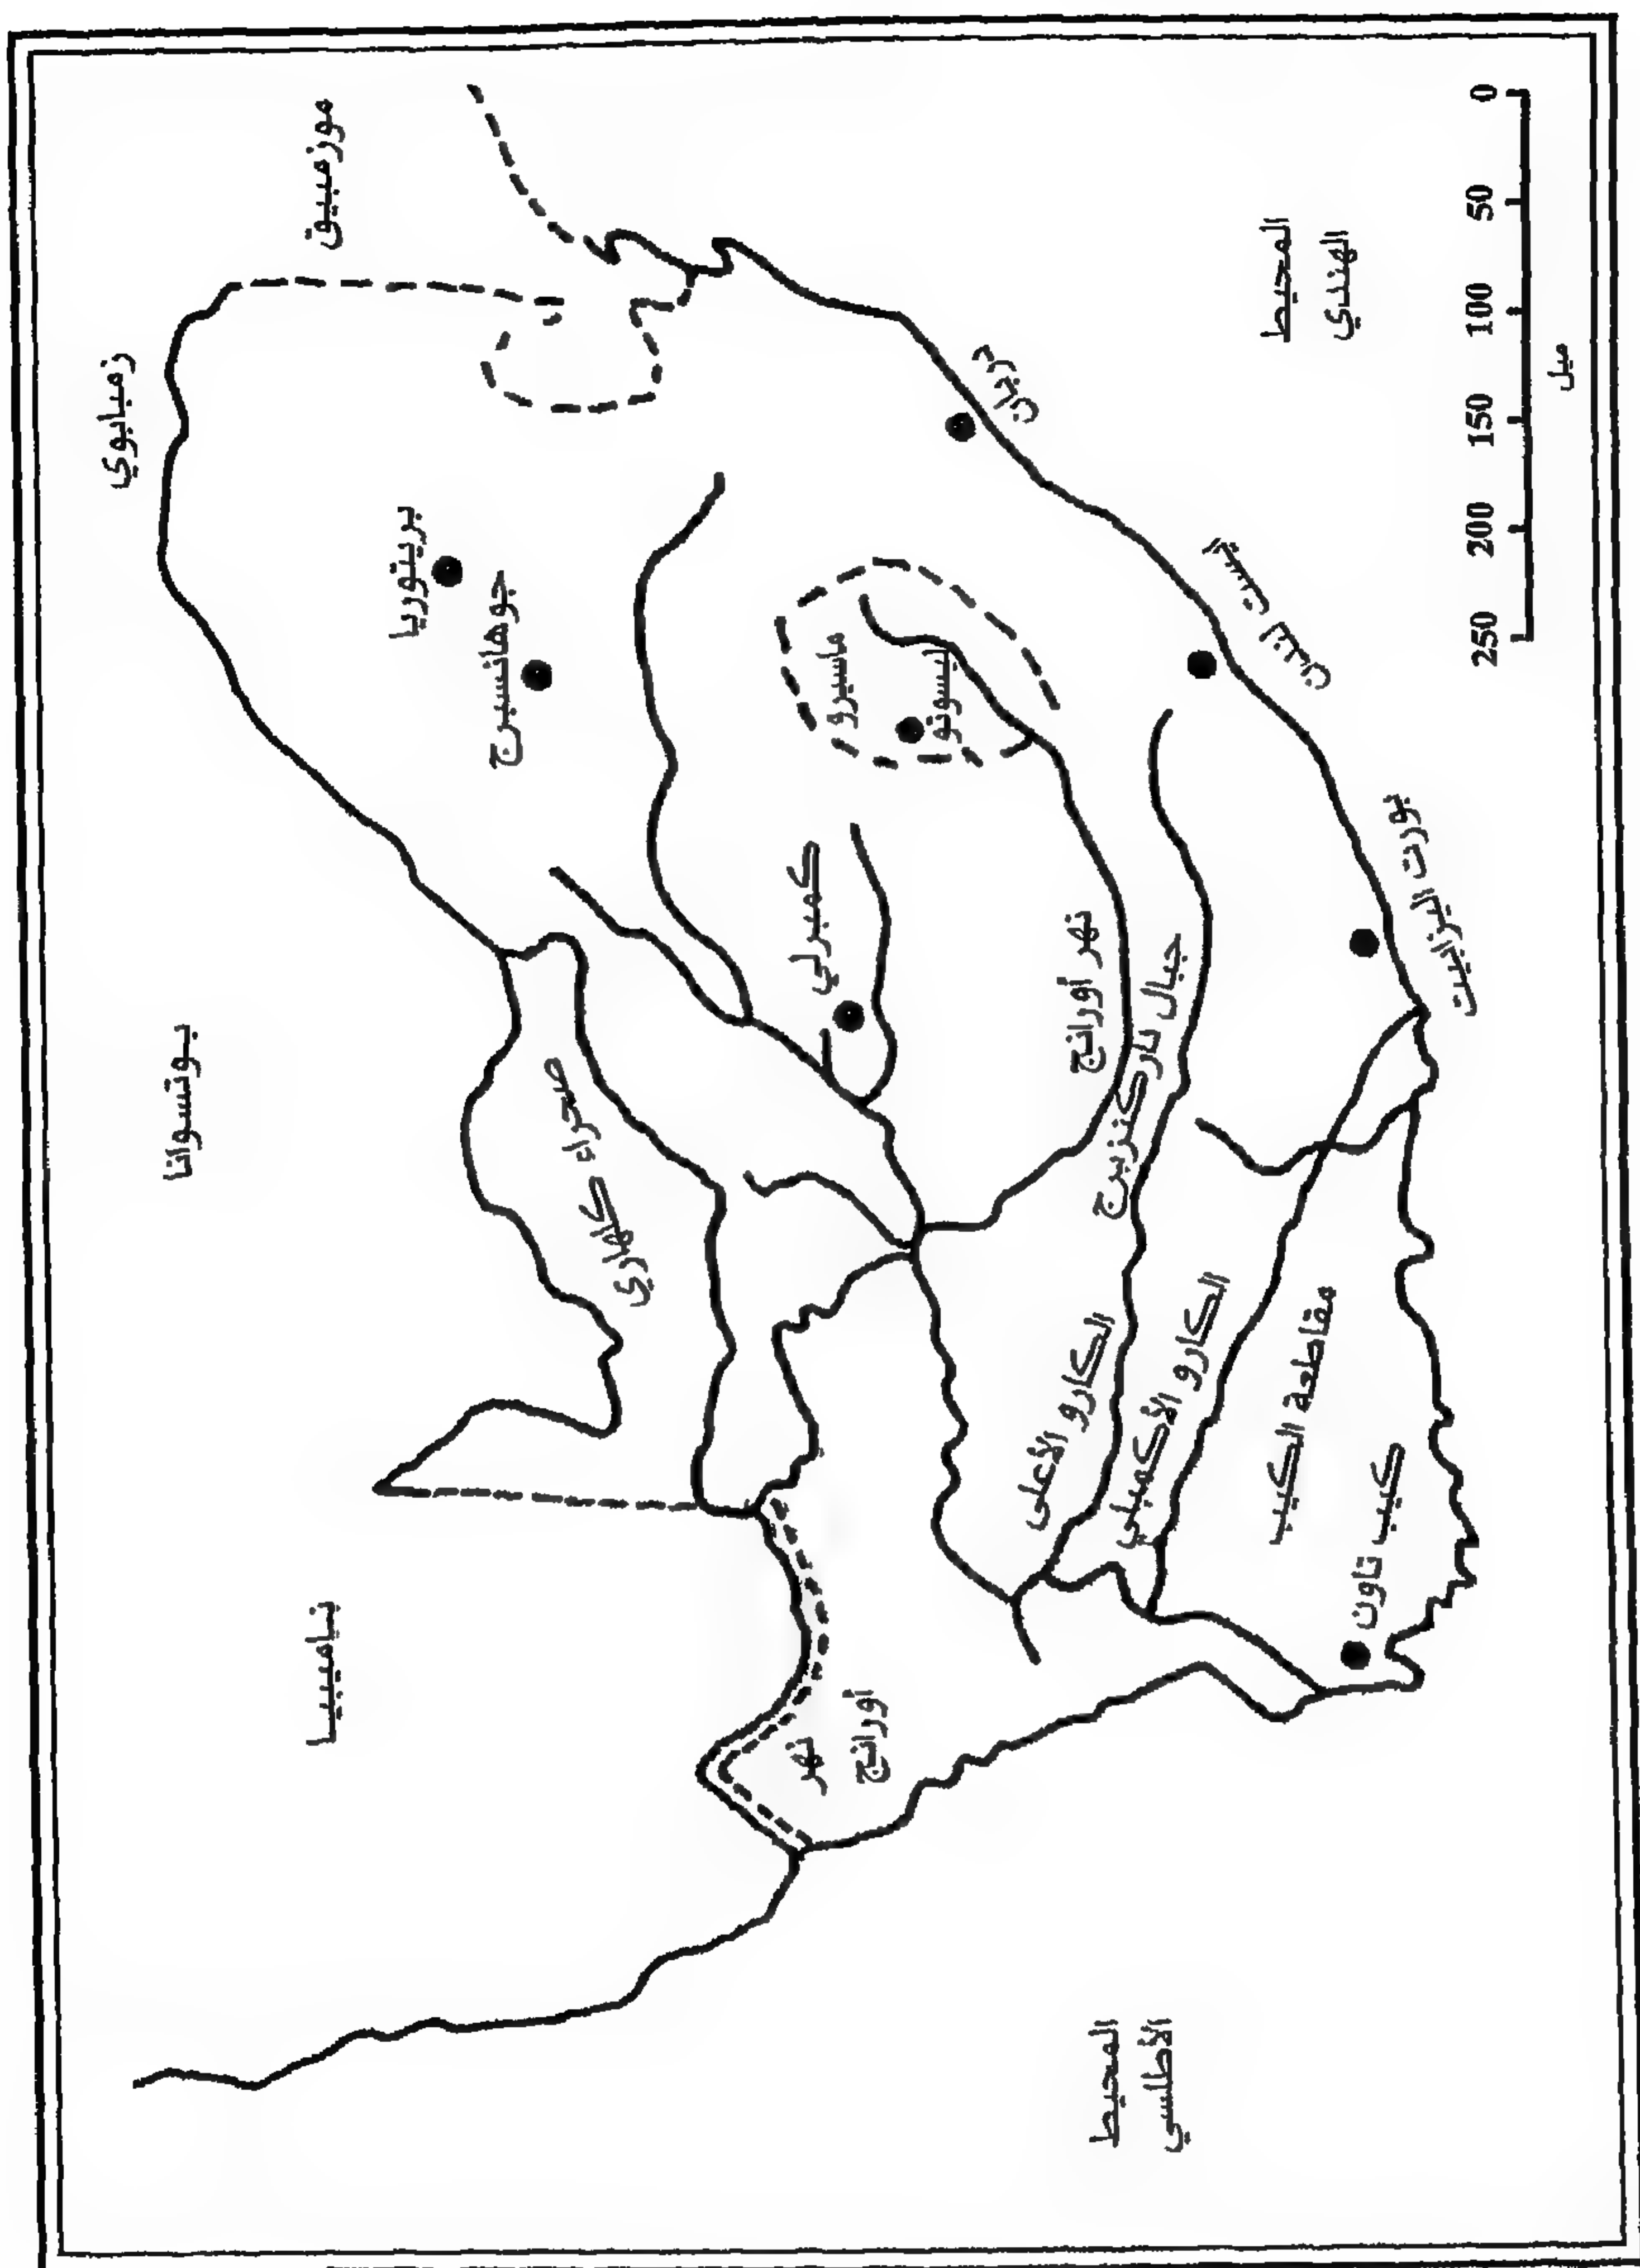 زمبابوي
موزمبيق
بوتسوانا
ناميبيا
بريتوريا
جوهانسبرج
صحراء كلهاري
ماسيرو
ليسوتو
كمبرلي
دربان
نهر
أورانج
نهر أورانج
جبال داركنزبرج
إيست لندن
الكارو الأعلى
الكارو الأكمبلي
مقاطعة الكيب
كيب تاون
بورت اليزابيث
المحيط
الهندي
المحيط
الأطلسي
250 200 150 100 50 0
ميل